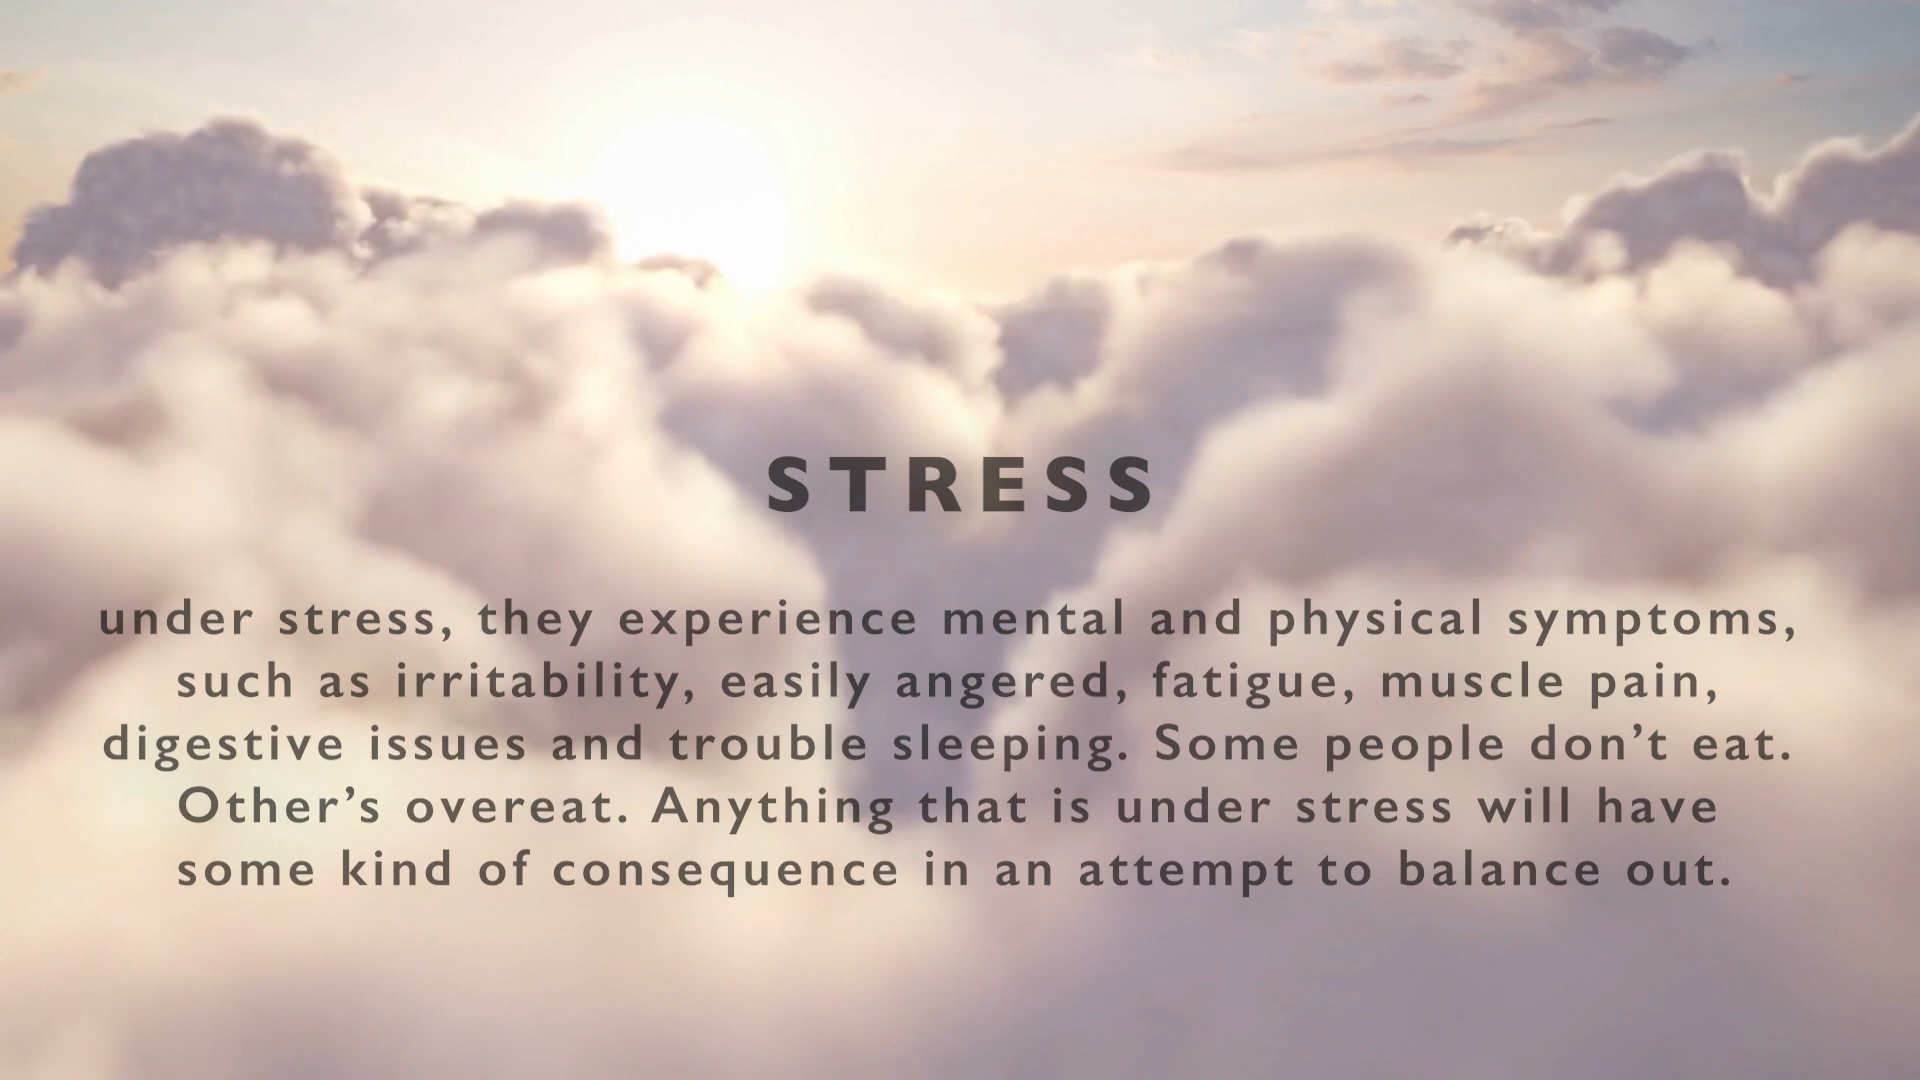 STRESS
under stress, they experience mental and physical symptoms,
such as irritability, easily angered, fatigue, muscle pain,
digestive issues and trouble sleeping. Some people don’t eat.
Other’s overeat. Anything that is under stress will have
some kind of consequence in an attempt to balance out.